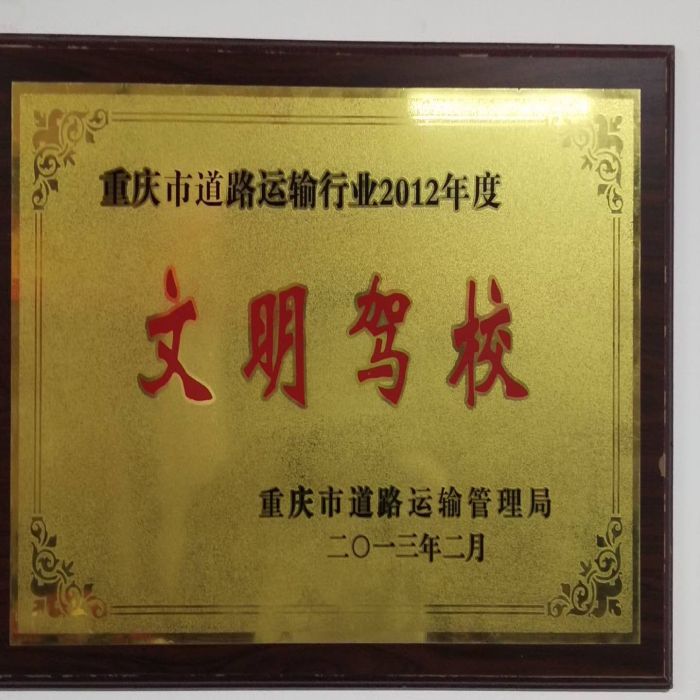 重庆市道路运输行业2012年度
文明驾校
重庆市道路运输管理局
二〇一三年二月